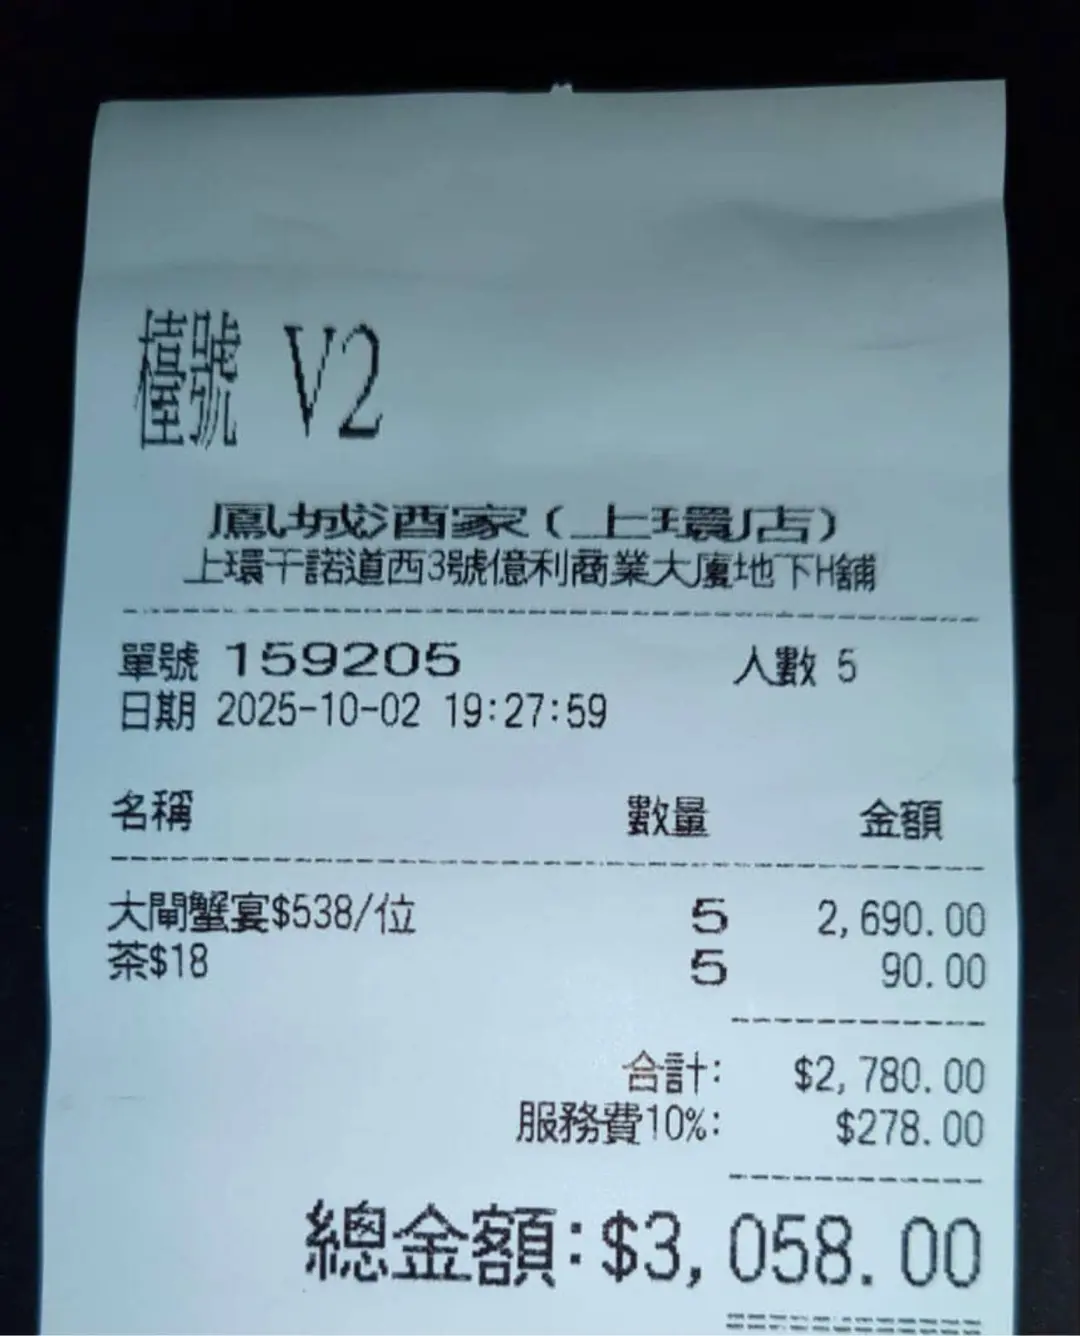 檯號 V2
鳳城酒家(上環店)
上環干諾道西3號億利商業大廈地下H舖
單號 159205 人數 5
日期 2025-10-02 19:27:59
名稱 數量 金額
大閘蟹宴$538/位 5 2,690.00
茶$18 5 90.00
合計: $2,780.00
服務費10%: $278.00
總金額:$3,058.00